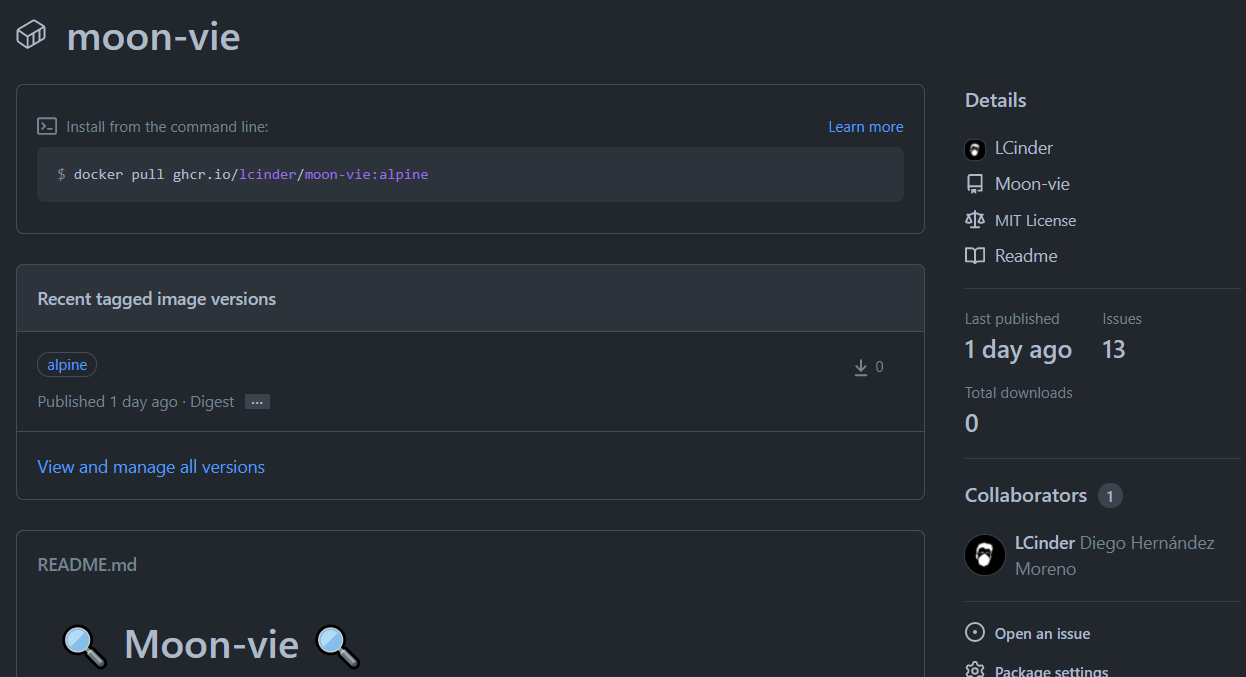 moon-vie
Install from the command line:
Learn more
$ docker pull ghcr.io/lcinder/moon-vie:alpine
Recent tagged image versions
alpine
0
Published 1 day ago · Digest ...
View and manage all versions
README.md
Moon-vie
Details
LCinder
Moon-vie
MIT License
Readme
Last published
Issues
1 day ago
13
Total downloads
0
Collaborators 1
LCinder Diego Hernández
Moreno
Open an issue
Package settings